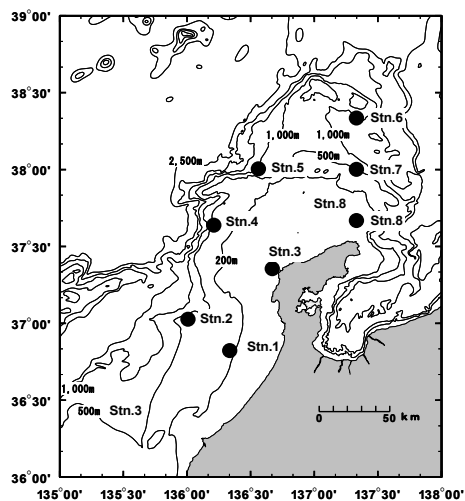 39°00'
38°30'
Stn.6
1,000m
1,000m
500m
2,500m
38°00'
Stn.5
Stn.7
Stn.8
Stn.4
Stn.8
37°30'
200m
Stn.3
37°00'
Stn.2
Stn.1
1,000m
500m
Stn.3
36°30'
0 50 km
36°00'
135°00' 135°30' 136°00' 136°30' 137°00' 137°30' 138°00'